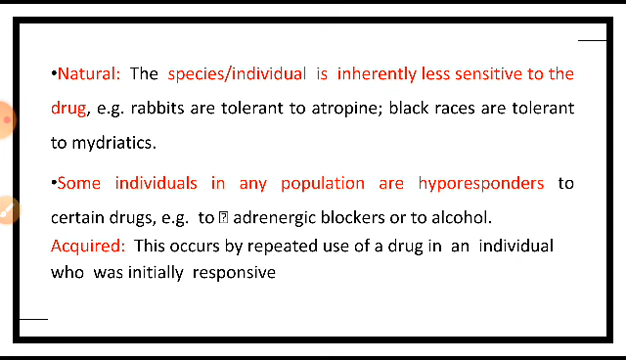 •Natural: The species/individual is inherently less sensitive to the
drug, e.g. rabbits are tolerant to atropine; black races are tolerant
to mydriatics.
•Some individuals in any population are hyporesponders to
certain drugs, e.g. to � adrenergic blockers or to alcohol.
Acquired: This occurs by repeated use of a drug in an individual
who was initially responsive